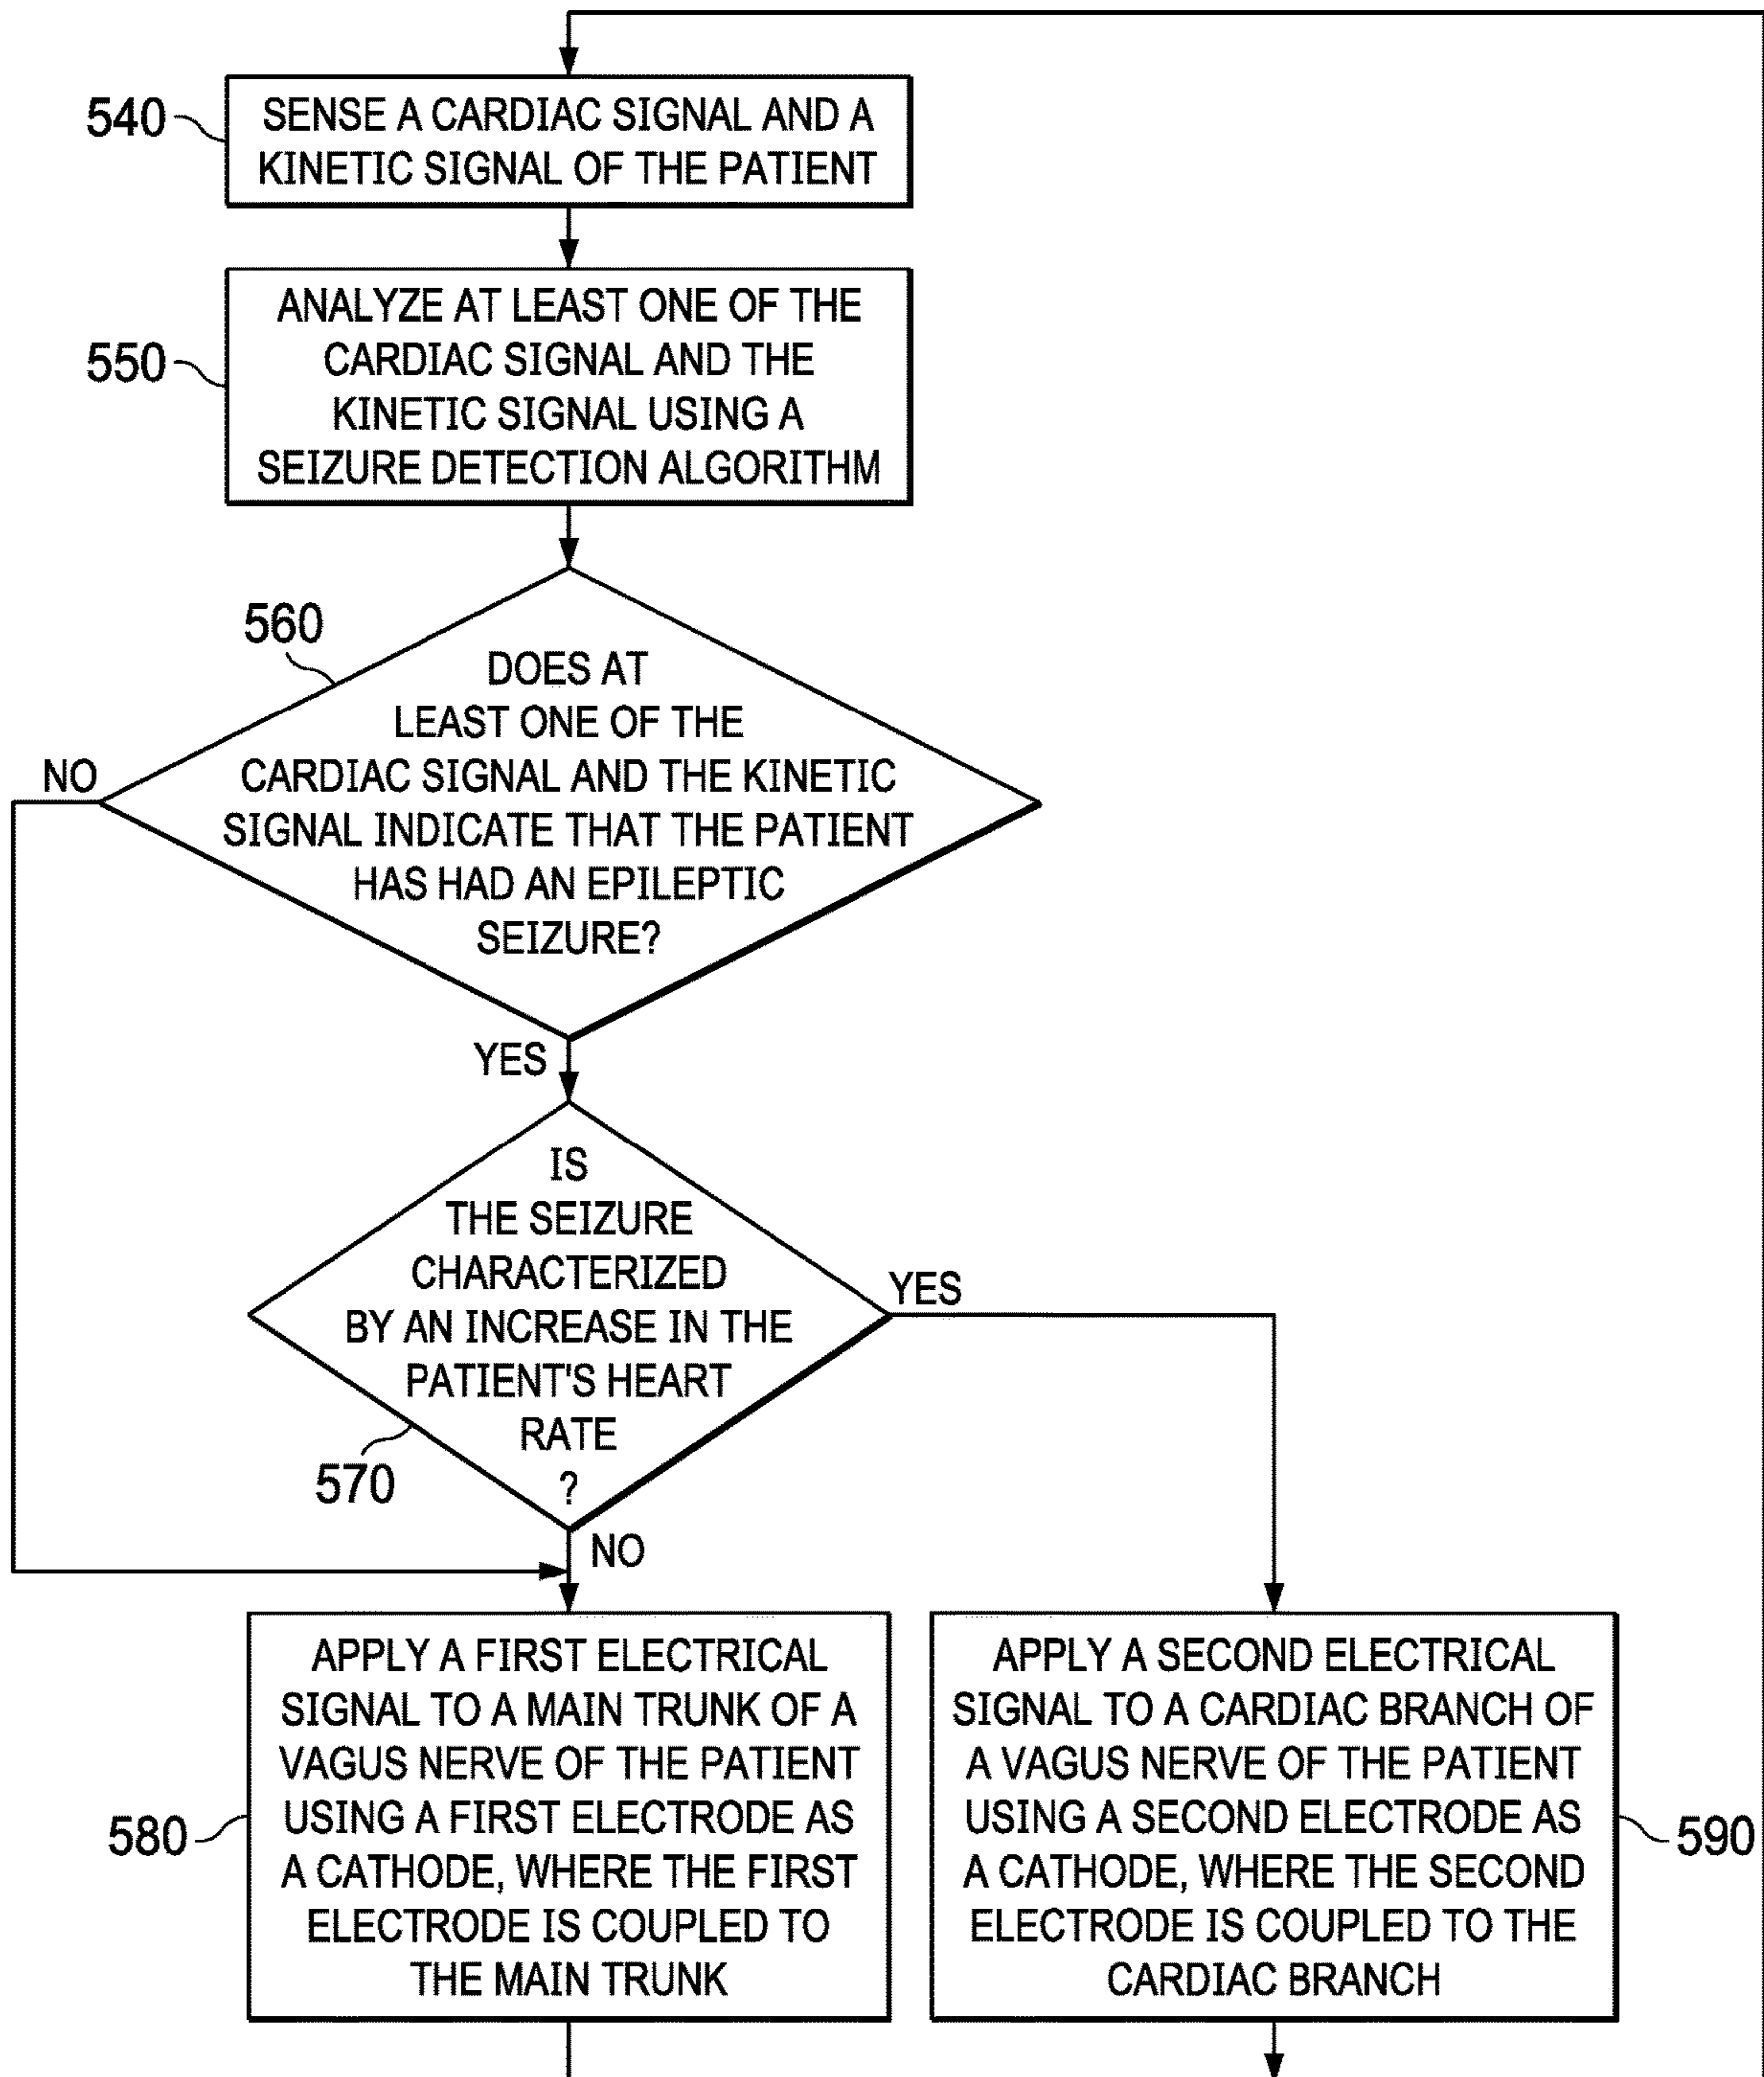 540
SENSE A CARDIAC SIGNAL AND A
KINETIC SIGNAL OF THE PATIENT
550
ANALYZE AT LEAST ONE OF THE
CARDIAC SIGNAL AND THE
KINETIC SIGNAL USING A
SEIZURE DETECTION ALGORITHM
560
DOES AT
LEAST ONE OF THE
CARDIAC SIGNAL AND THE KINETIC
SIGNAL INDICATE THAT THE PATIENT
HAS HAD AN EPILEPTIC
SEIZURE?
NO
YES
IS
THE SEIZURE
CHARACTERIZED
BY AN INCREASE IN THE
PATIENT'S HEART
RATE
?
570
YES
NO
580
APPLY A FIRST ELECTRICAL
SIGNAL TO A MAIN TRUNK OF A
VAGUS NERVE OF THE PATIENT
USING A FIRST ELECTRODE AS
A CATHODE, WHERE THE FIRST
ELECTRODE IS COUPLED TO
THE MAIN TRUNK
APPLY A SECOND ELECTRICAL
SIGNAL TO A CARDIAC BRANCH OF
A VAGUS NERVE OF THE PATIENT
USING A SECOND ELECTRODE AS
A CATHODE, WHERE THE SECOND
ELECTRODE IS COUPLED TO THE
CARDIAC BRANCH
590